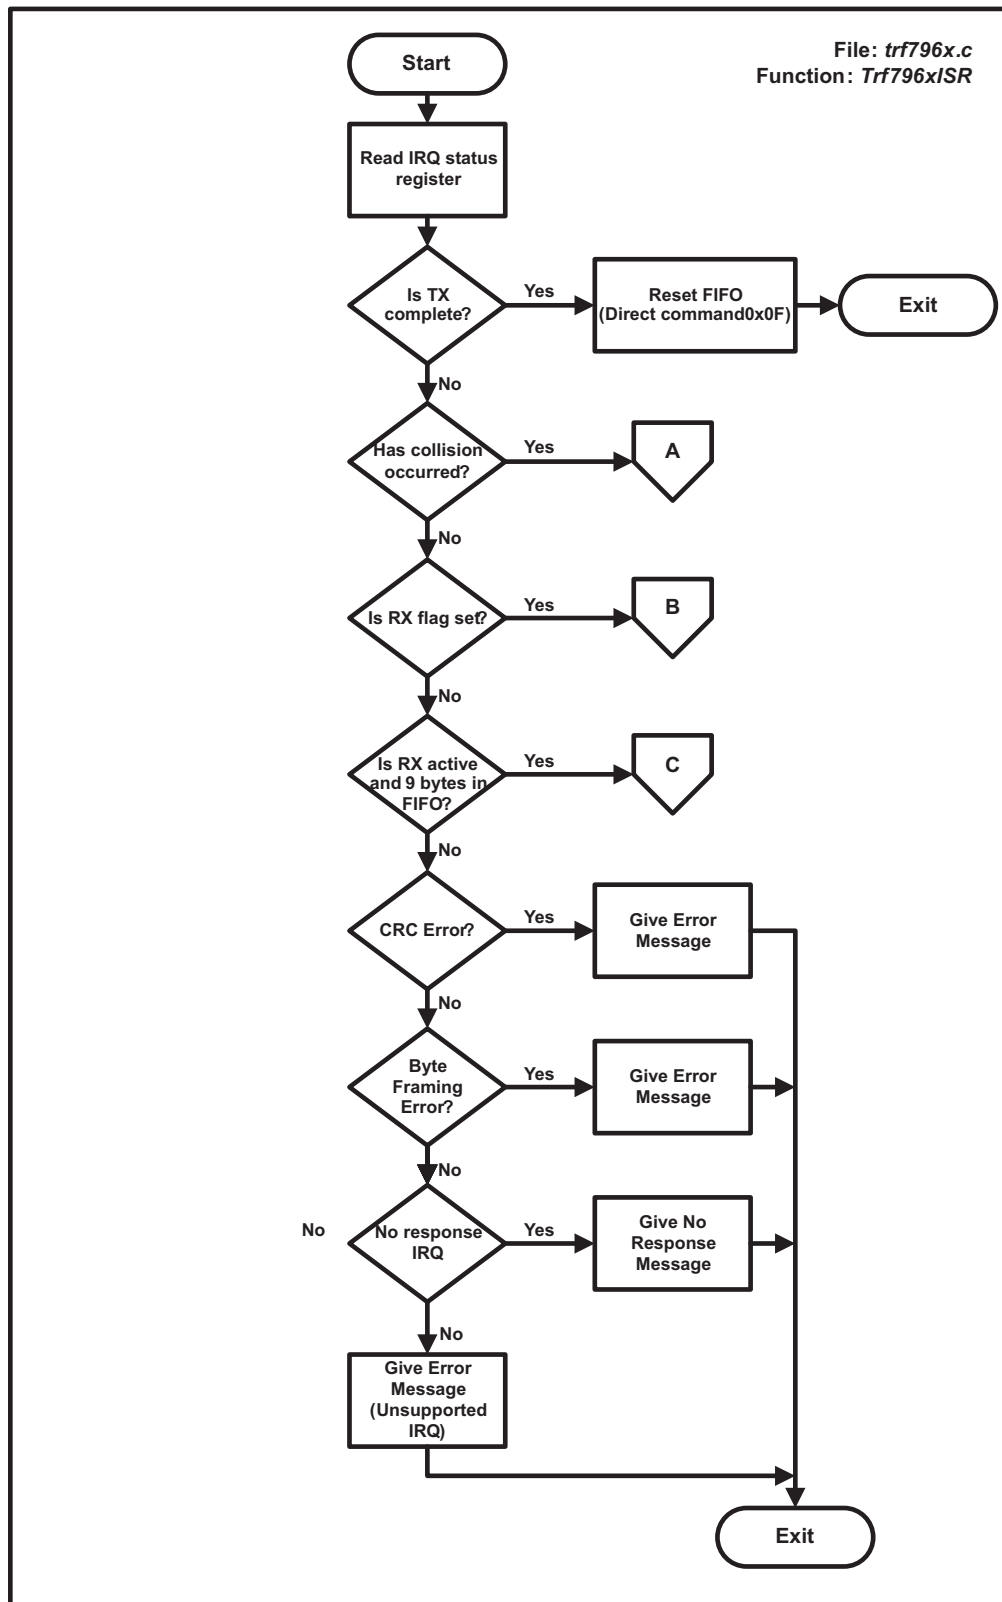 File: trf796x.c
Function: Trf796xISR
Start
Read IRQ status
register
Is TX
complete?
Yes
Reset FIFO
(Direct command0x0F)
Exit
No
Has collision
occurred?
Yes
A
No
Is RX flag set?
Yes
B
No
Is RX active
and 9 bytes in
FIFO?
Yes
C
No
CRC Error?
Yes
Give Error
Message
No
Byte
Framing
Error?
Yes
Give Error
Message
No
No
No response
IRQ
Yes
Give No
Response
Message
No
Give Error
Message
(Unsupported
IRQ)
Exit